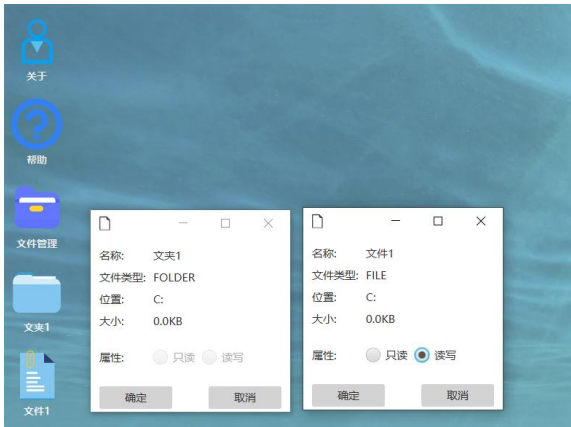 关于
帮助
文件管理
文夹1
文件1
名称: 文夹1
文件类型: FOLDER
位置: C:
大小: 0.0KB
属性: 只读 读写
确定 取消
名称: 文件1
文件类型: FILE
位置: C:
大小: 0.0KB
属性: 只读 读写
确定 取消